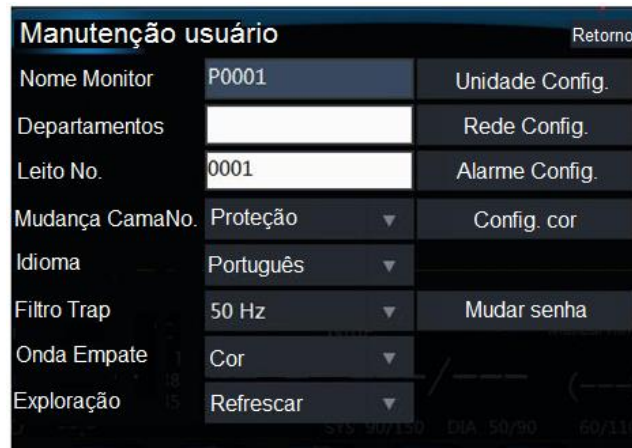 Manutenção usuário Retorno
Nome Monitor P0001 Unidade Config.
Departamentos Rede Config.
Leito No. 0001 Alarme Config.
Mudança CamaNo. Proteção Config. cor
Idioma Português
Filtro Trap 50 Hz Mudar senha
Onda Empate Cor
Exploração Refrescar
SYS 90/150 DIA 50/90 60/110